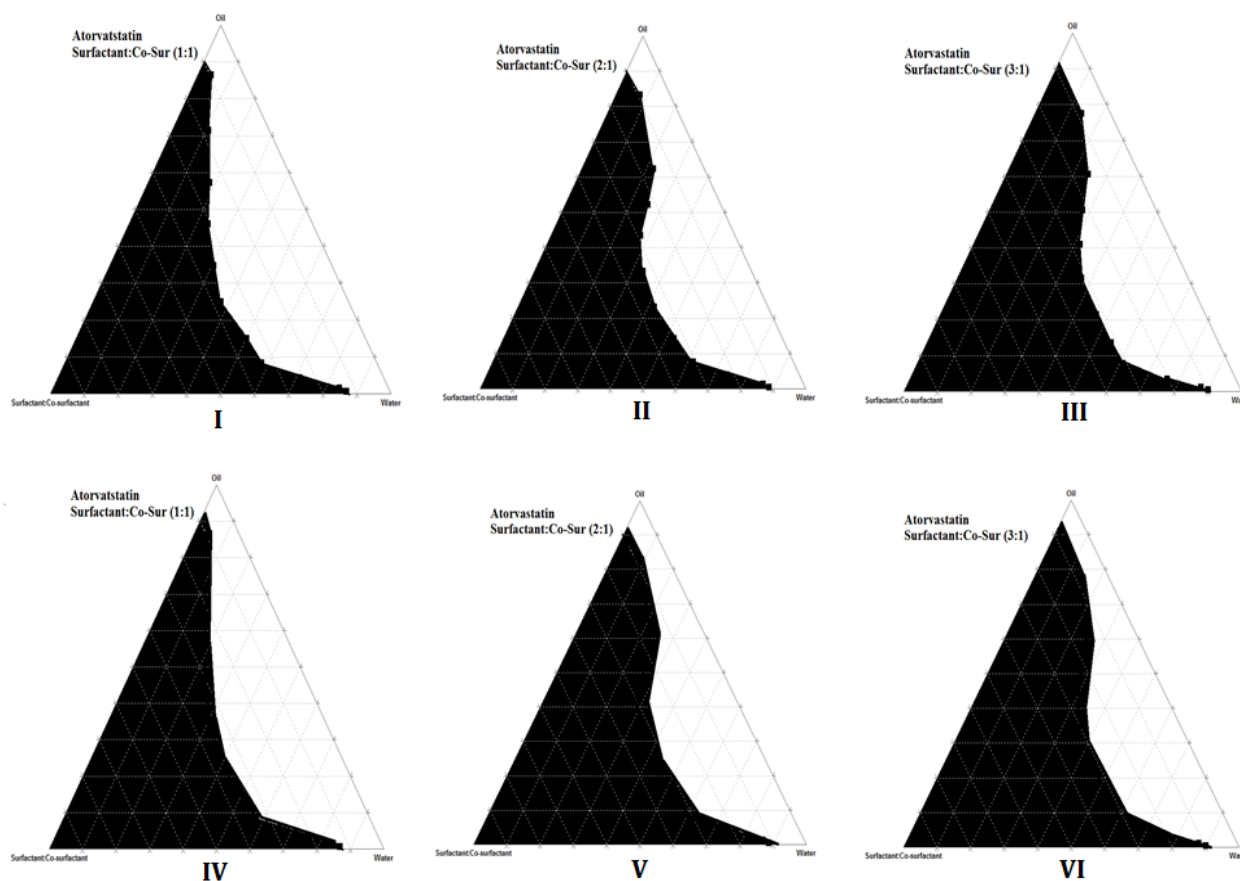 Oil
Atorvatstatin
Surfactant:Co-Sur (1:1)
Surfactant:Co-surfactant
Water
I
Oil
Atorvastatin
Surfactant:Co-Sur (2:1)
Surfactant:Co-surfactant
Water
II
Oil
Atorvastatin
Surfactant:Co-Sur (3:1)
Surfactant:Co-surfactant
Wat
III
Oil
Atorvatstatin
Surfactant:Co-Sur (1:1)
Surfactant:Co-surfactant
Water
IV
Oil
Atorvastatin
Surfactant:Co-Sur (2:1)
Surfactant:Co-surfactant
Water
V
Oil
Atorvastatin
Surfactant:Co-Sur (3:1)
Surfactant:Co-surfactant
Wat
VI